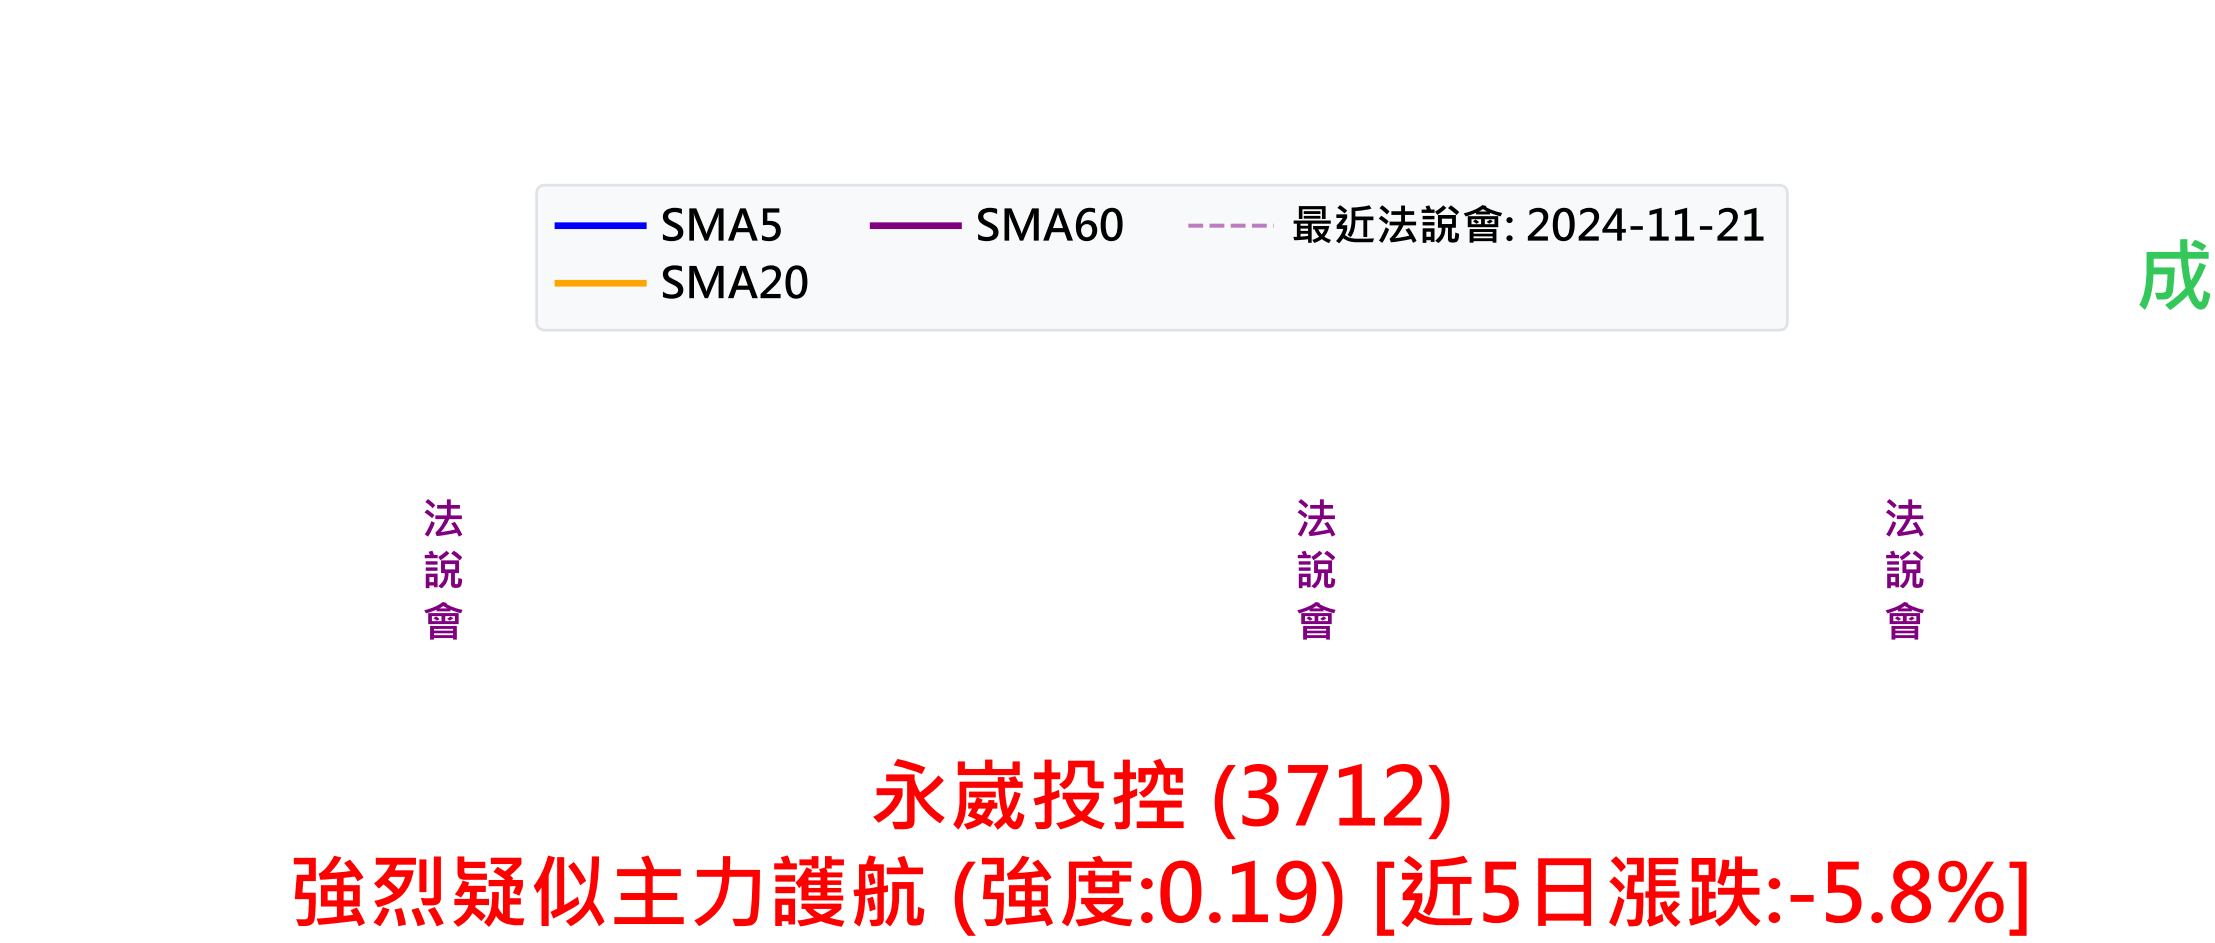 SMA5
SMA20
SMA60
最近法說會: 2024-11-21
成
法說會
法說會
法說會
永崴投控 (3712)
強烈疑似主力護航 (強度:0.19) [近5日漲跌:-5.8%]